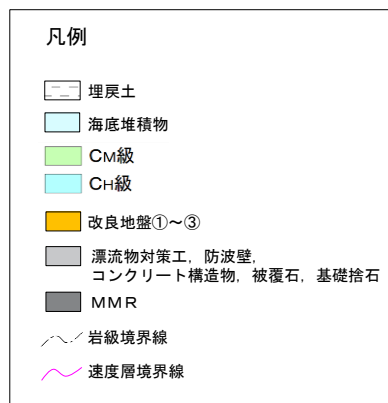 凡例
埋戻土
海底堆積物
CM級
CH級
改良地盤①～③
漂流物対策工，防波壁，
コンクリート構造物，被覆石，基礎捨石
MMR
岩級境界線
速度層境界線